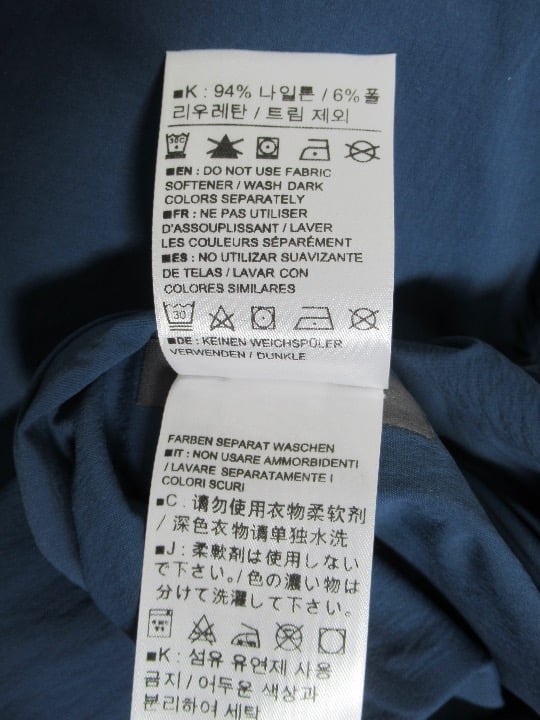 ■K : 94% 나일론 / 6% 폴
리우레탄 / 트림 제외
30C
■EN : DO NOT USE FABRIC
SOFTENER / WASH DARK
COLORS SEPARATELY
■FR : NE PAS UTILISER
D'ASSOUPLISSANT / LAVER
LES COULEURS SÉPARÉMENT
■ES : NO UTILIZAR SUAVIZANTE
DE TELAS / LAVAR CON
COLORES SIMILARES
30
■DE : KEINEN WEICHSPÜLER
VERWENDEN / DUNKLE
FARBEN SEPARAT WASCHEN
■IT : NON USARE AMMORBIDENTI
/ LAVARE SEPARATAMENTE I
COLORI SCURI
■C : 请勿使用衣物柔软剂
/ 深色衣物请单独水洗
■J : 柔軟剤は使用しない
で下さい。/ 色の濃い物は
分けて洗濯して下さい。
■K : 섬유 유연제 사용
금지 / 어두운 색상과
분리하여 세탁